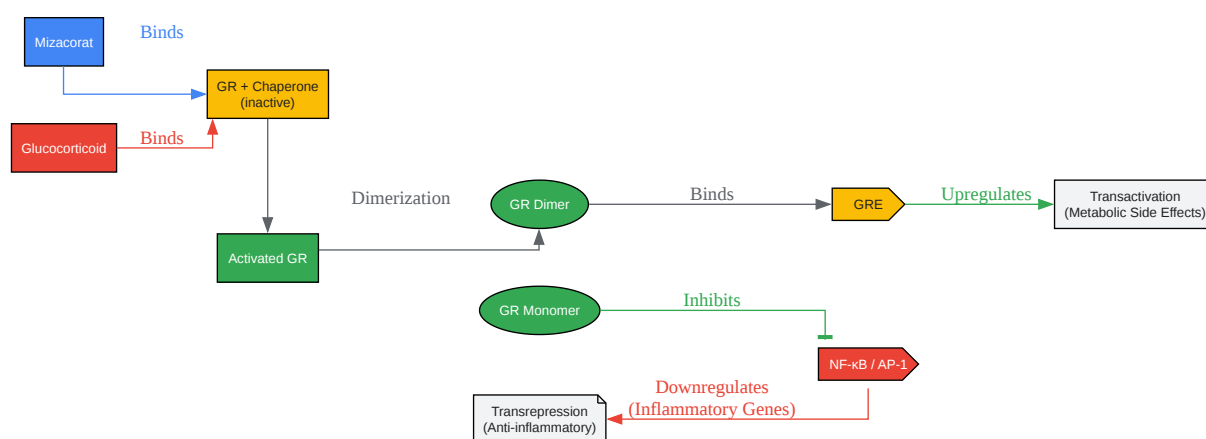 Mizacorat
Binds
GR + Chaperone
(inactive)
Glucocorticoid
Binds
Dimerization
GR Dimer
Binds
GRE
Upregulates
Transactivation
(Metabolic Side Effects)
Activated GR
GR Monomer
Inhibits
NF-κB / AP-1
Downregulates
(Inflammatory Genes)
Transrepression
(Anti-inflammatory)